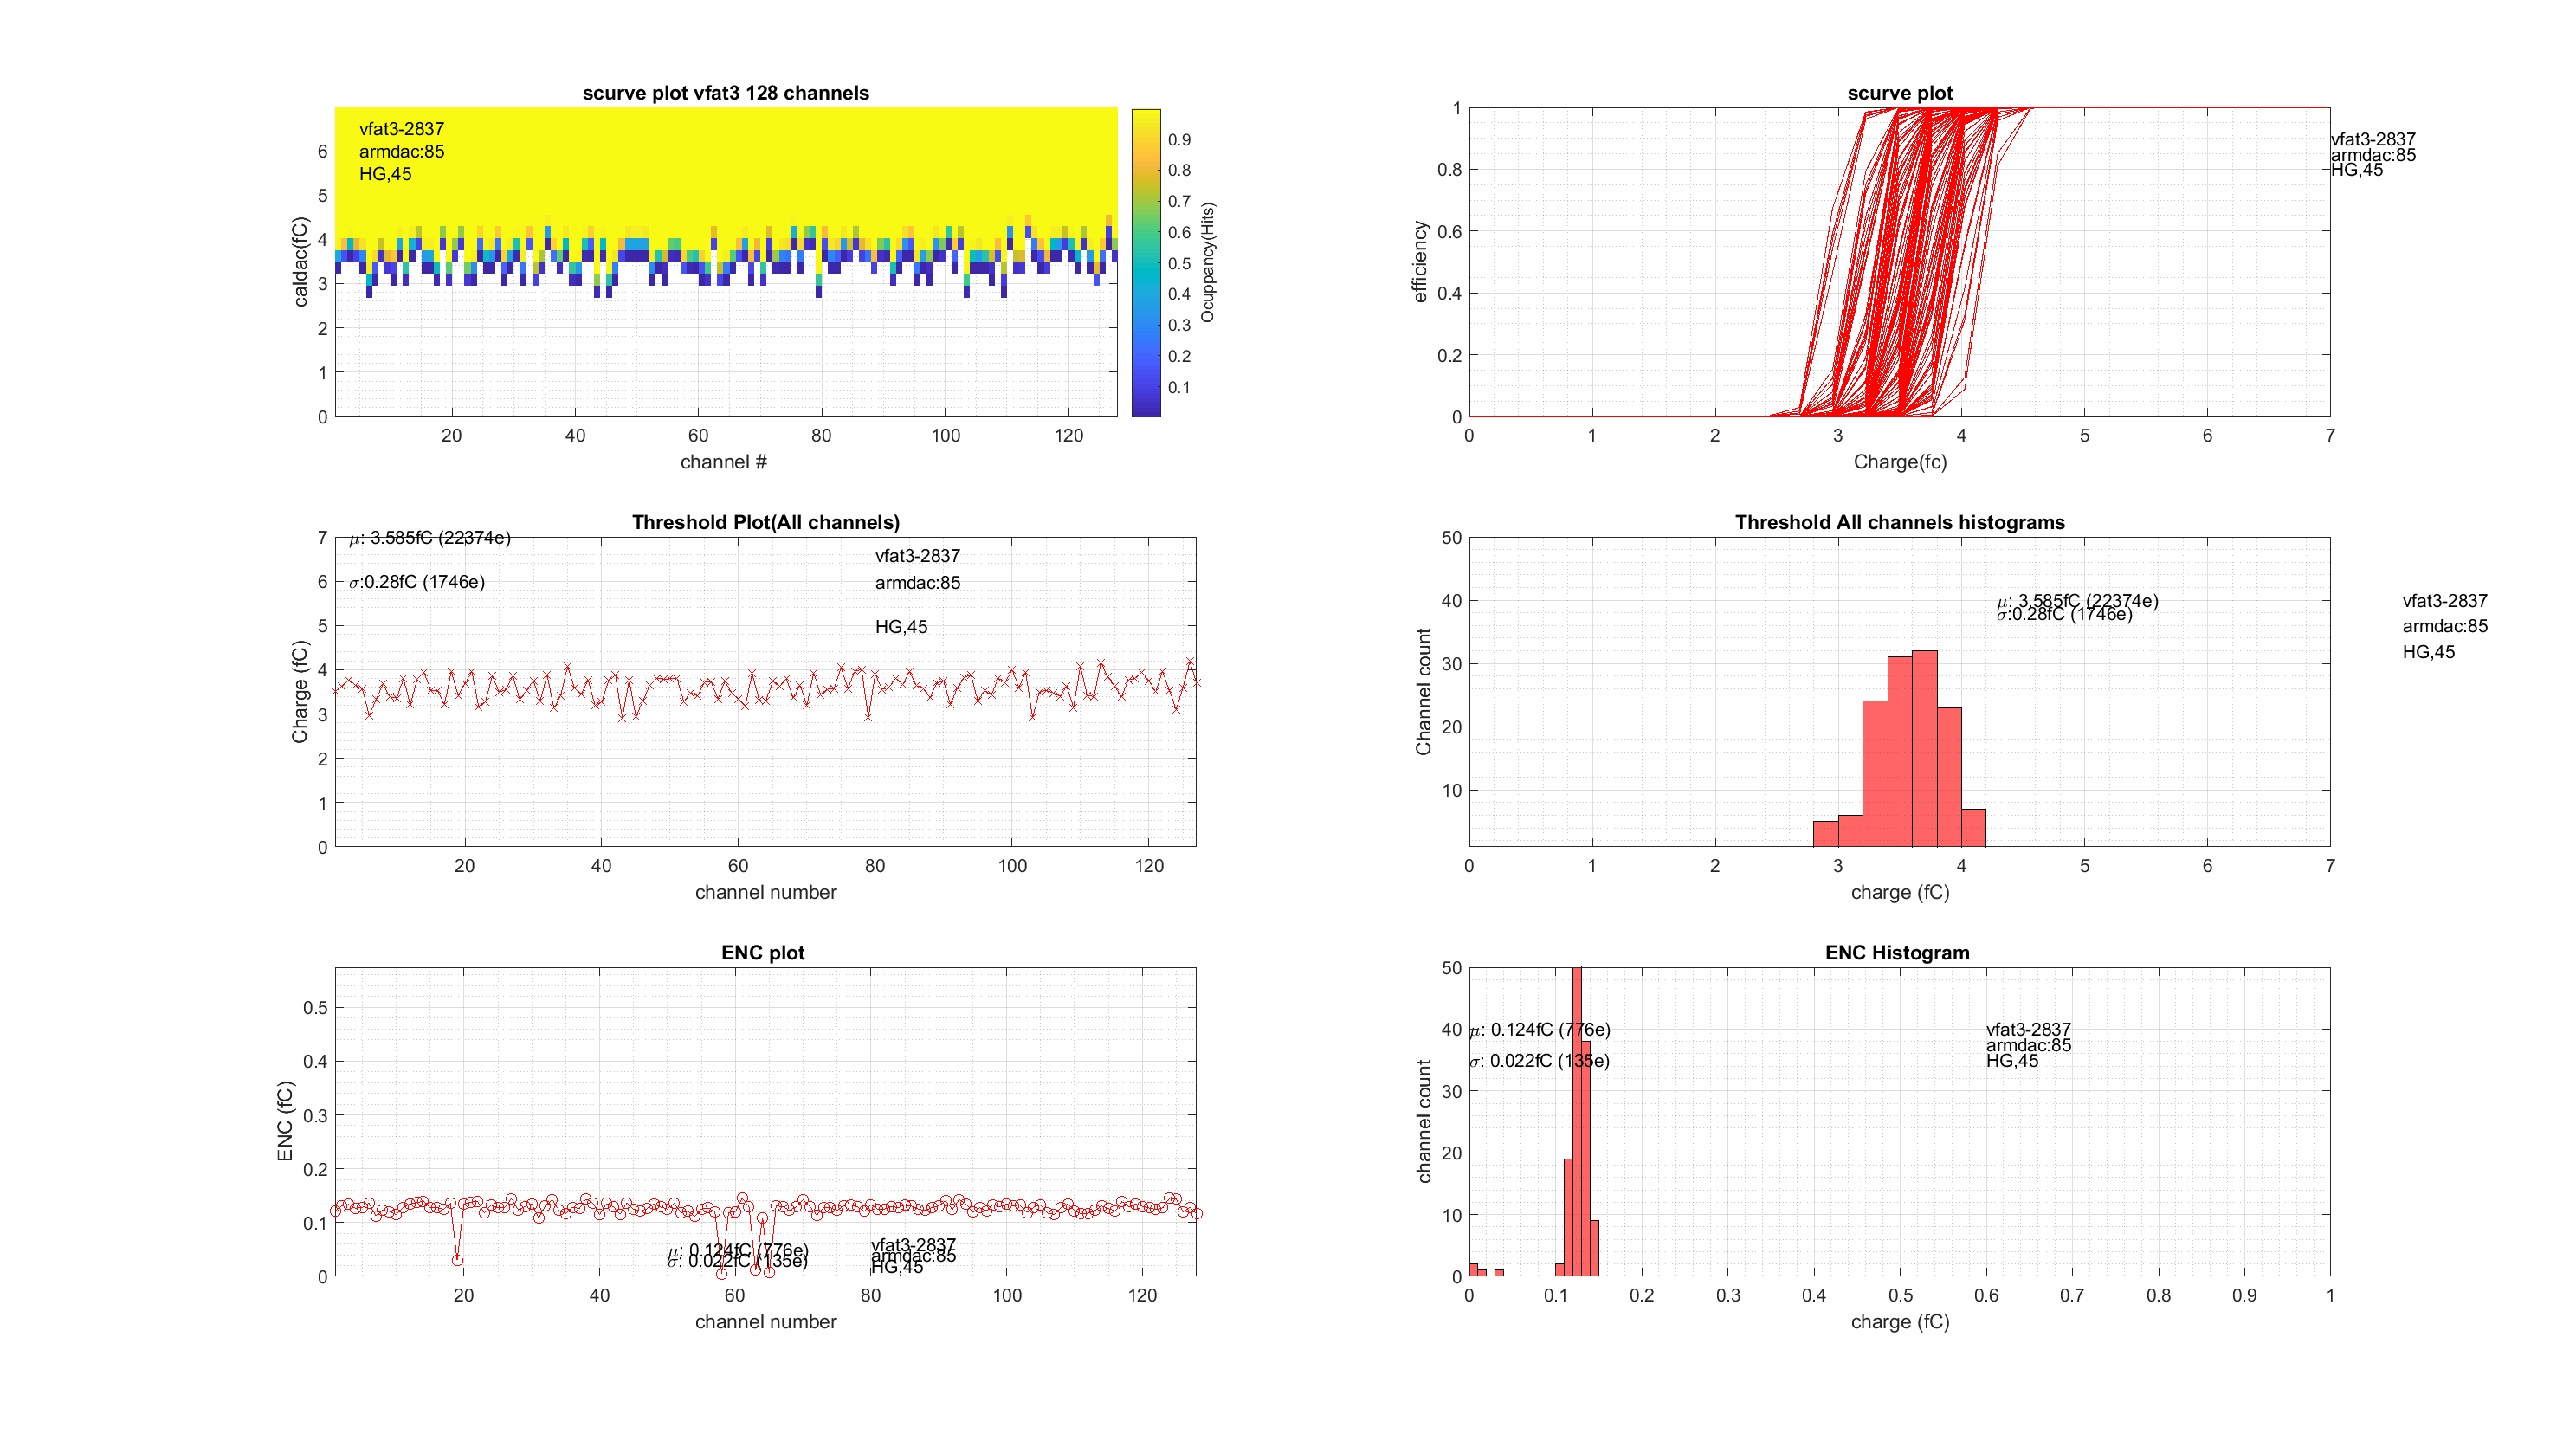 scurve plot vfat3 128 channels
vfat3-2837
armdac:85
HG,45
caldac(fC)
6
5
4
3
2
1
0
20
40
60
80
100
120
channel #
0.9
0.8
0.7
0.6
0.5
0.4
0.3
0.2
0.1
Ocuppancy(Hits)
scurve plot
vfat3-2837
armdac:85
HG,45
efficiency
1
0.8
0.6
0.4
0.2
0
0
1
2
3
4
5
6
7
Charge(fc)
Threshold Plot(All channels)
μ: 3.585fC (22374e)
σ:0.28fC (1746e)
vfat3-2837
armdac:85
HG,45
Charge (fC)
7
6
5
4
3
2
1
0
20
40
60
80
100
120
channel number
Threshold All channels histograms
μ: 3.585fC (22374e)
σ:0.28fC (1746e)
vfat3-2837
armdac:85
HG,45
Channel count
50
40
30
20
10
0
1
2
3
4
5
6
7
charge (fC)
ENC plot
ENC (fC)
0.5
0.4
0.3
0.2
0.1
0
μ: 0.124fC (776e)
σ: 0.022fC (135e)
vfat3-2837
armdac:85
HG,45
20
40
60
80
100
120
channel number
ENC Histogram
μ: 0.124fC (776e)
σ: 0.022fC (135e)
vfat3-2837
armdac:85
HG,45
channel count
50
40
30
20
10
0
0
0.1
0.2
0.3
0.4
0.5
0.6
0.7
0.8
0.9
1
charge (fC)